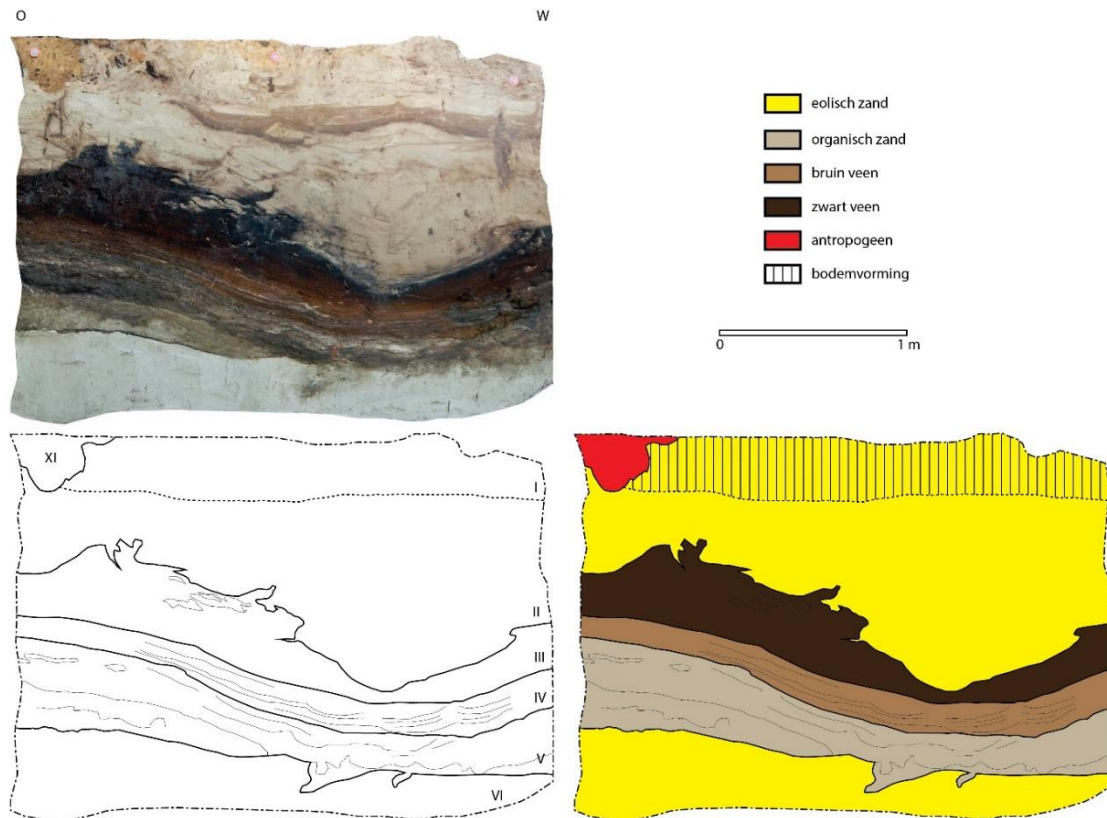 O
W
eolisch zand
organisch zand
bruin veen
zwart veen
antropogeen
bodemvorming
0
1 m
XI
I
II
III
IV
V
VI